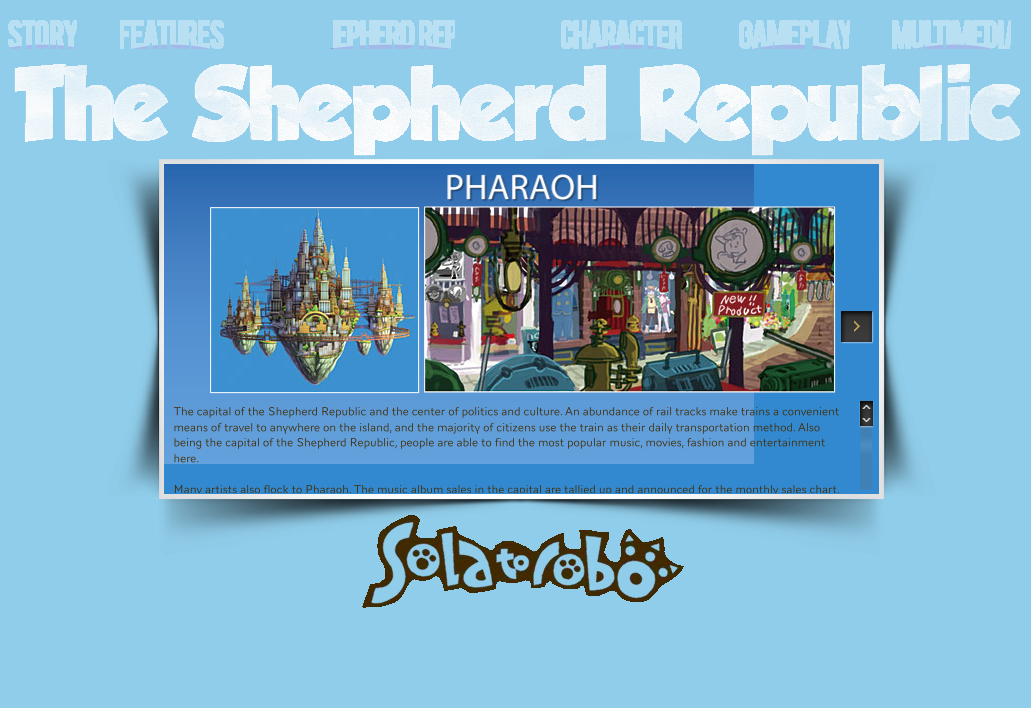 STORY FEATURES EPHERD REP CHARACTER GAMEPLAY MULTIMEDIA
The Shepherd Republic
PHARAOH
New!!
Product
The capital of the Shepherd Republic and the center of politics and culture. An abundance of rail tracks make trains a convenient
means of travel to anywhere on the island, and the majority of citizens use the train as their daily transportation method. Also
being the capital of the Shepherd Republic, people are able to find the most popular music, movies, fashion and entertainment
here.
Many artists also flock to Pharaoh. The music album sales in the capital are tallied up and announced for the monthly sales chart.
Solatorobo